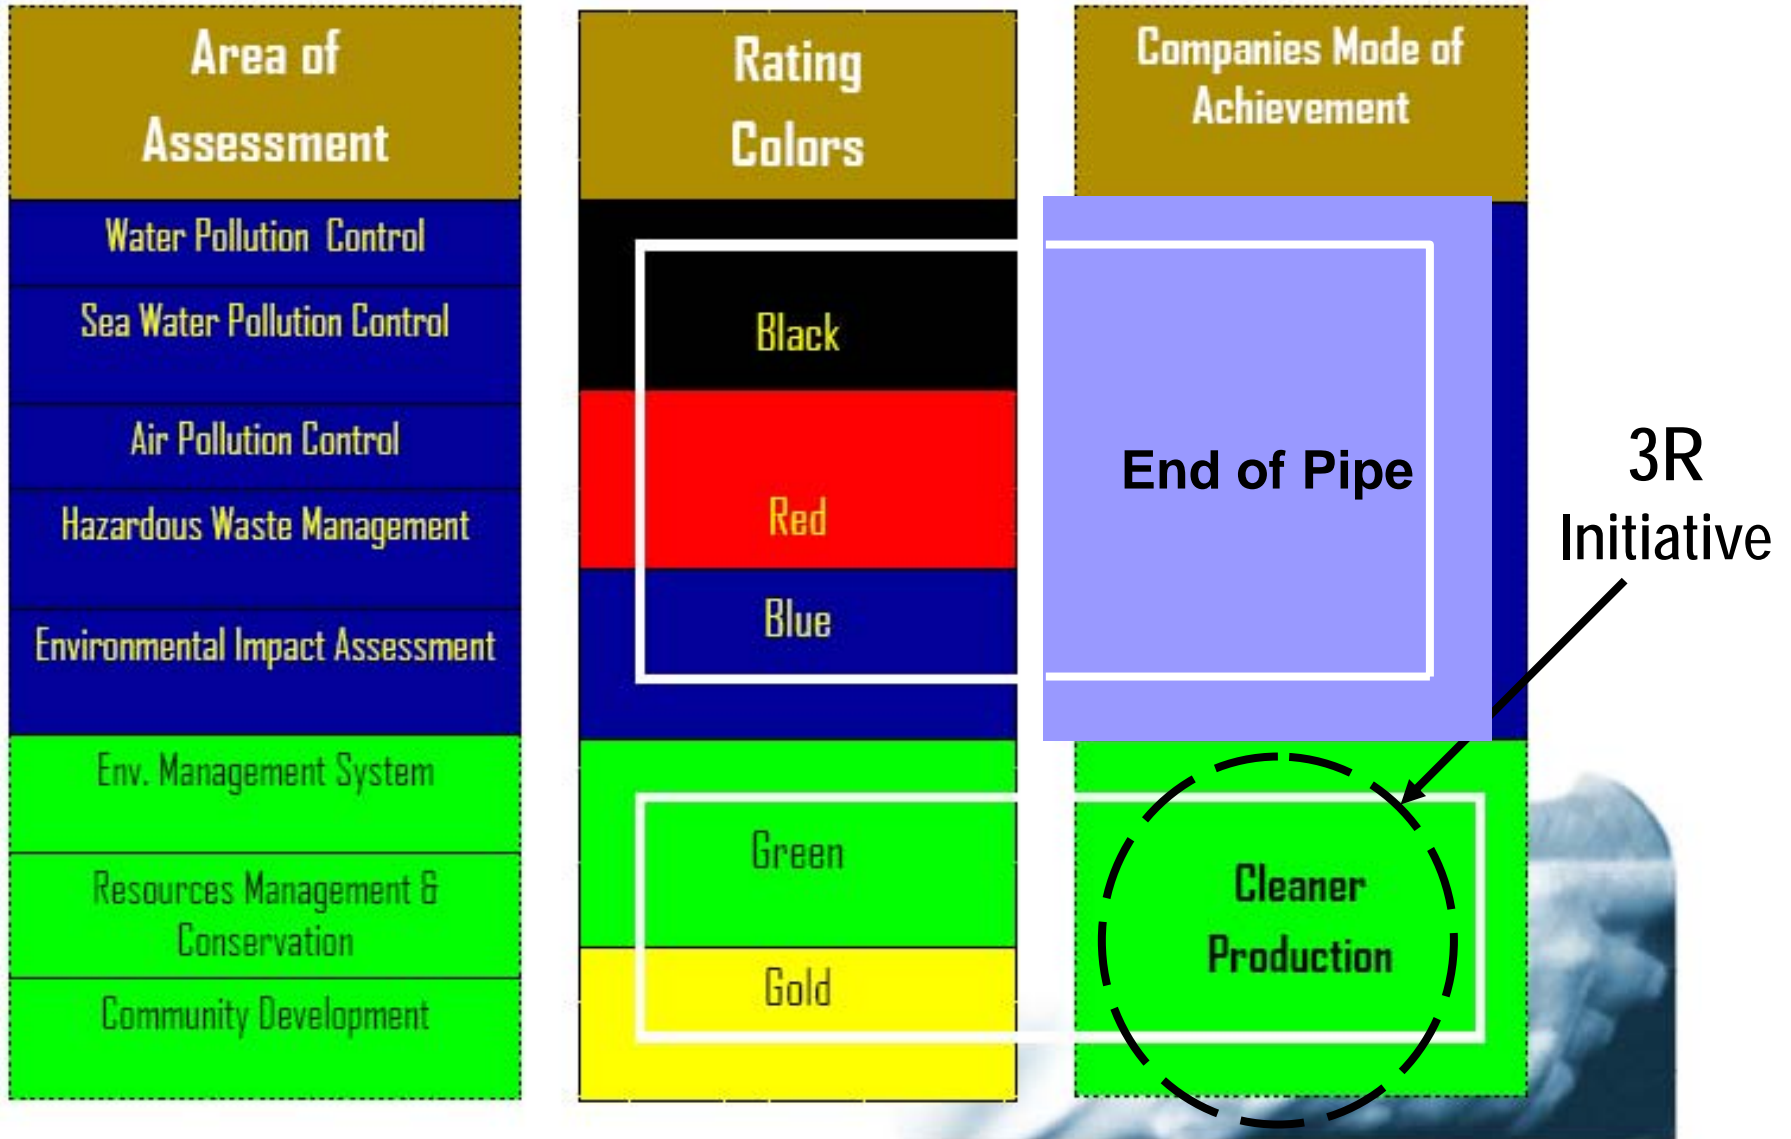 Area of
Assessment
Water Pollution Control
Sea Water Pollution Control
Air Pollution Control
Hazardous Waste Management
Environmental Impact Assessment
Env. Management System
Resources Management &
Conservation
Community Development
Rating
Colors
Black
Red
Blue
Green
Gold
Companies Mode of
Achievement
End of Pipe
Cleaner
Production
3R
Initiative